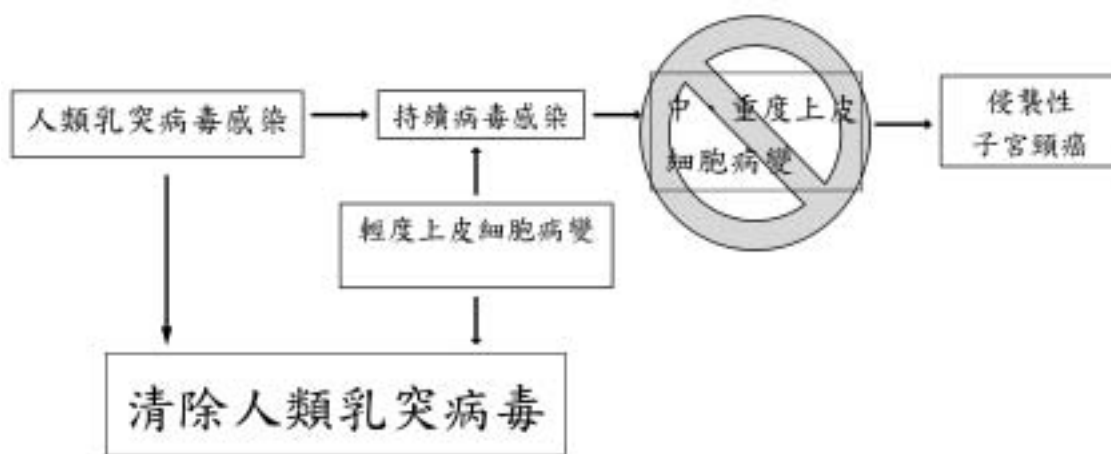 人類乳突病毒感染
持續病毒感染
中、重度上皮
細胞病變
侵襲性
子宮頸癌
輕度上皮細胞病變
清除人類乳突病毒